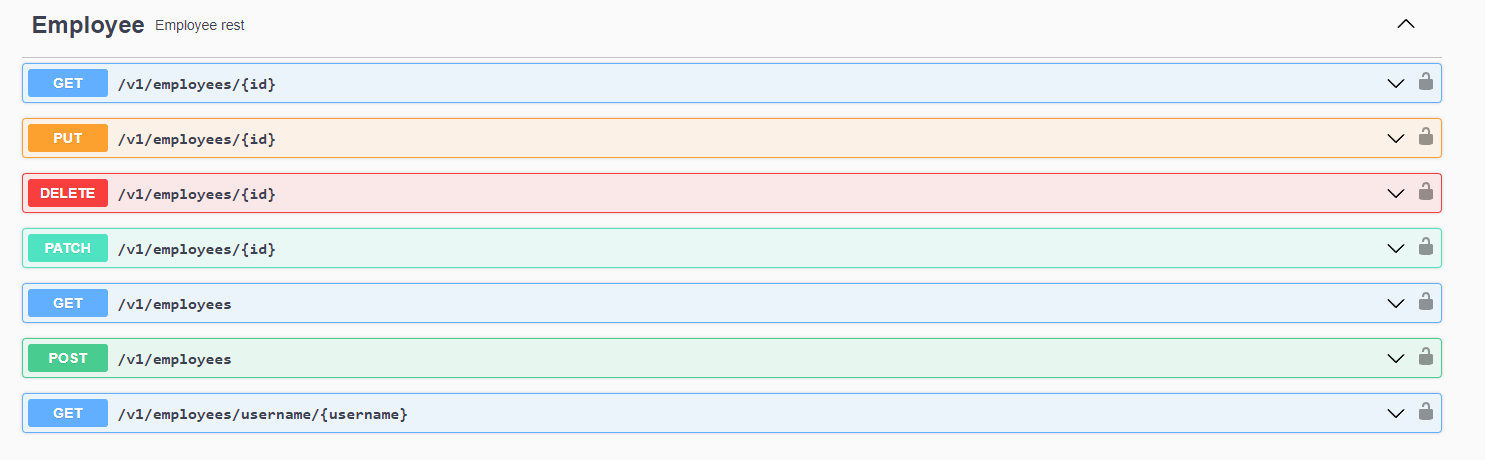 Employee Employee rest
GET /v1/employees/{id}
PUT /v1/employees/{id}
DELETE /v1/employees/{id}
PATCH /v1/employees/{id}
GET /v1/employees
POST /v1/employees
GET /v1/employees/username/{username}